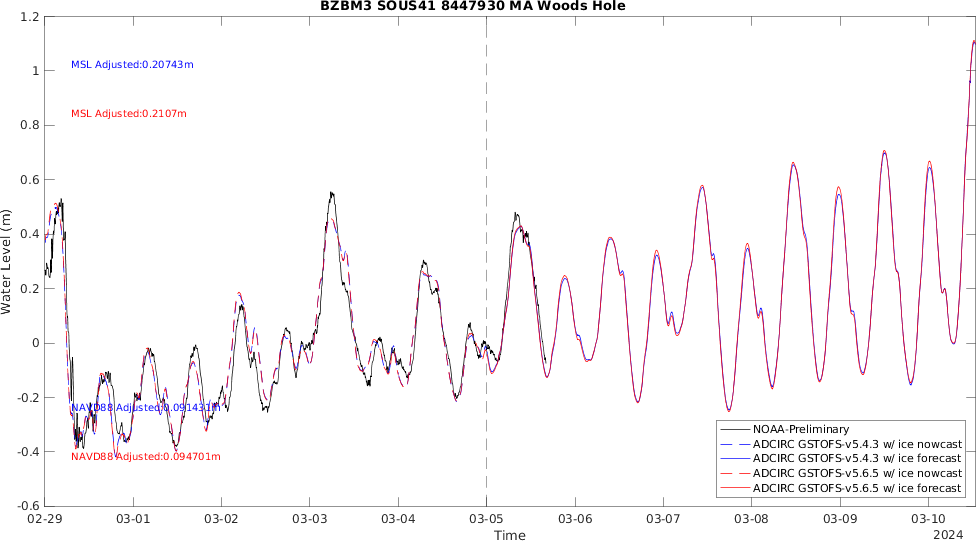 BZBM3 SOUS41 8447930 MA Woods Hole
1.2
1
0.8
0.6
0.4
0.2
0
-0.2
-0.4
-0.6
Water Level (m)
MSL Adjusted:0.20743m
MSL Adjusted:0.2107m
NAVD88 Adjusted:0.091431m
NAVD88 Adjusted:0.094701m
NOAA-Preliminary
ADCIRC GSTOFS-v5.4.3 w/ ice nowcast
ADCIRC GSTOFS-v5.4.3 w/ ice forecast
ADCIRC GSTOFS-v5.6.5 w/ ice nowcast
ADCIRC GSTOFS-v5.6.5 w/ ice forecast
02-29 03-01 03-02 03-03 03-04 03-05 03-06 03-07 03-08 03-09 03-10
Time
2024